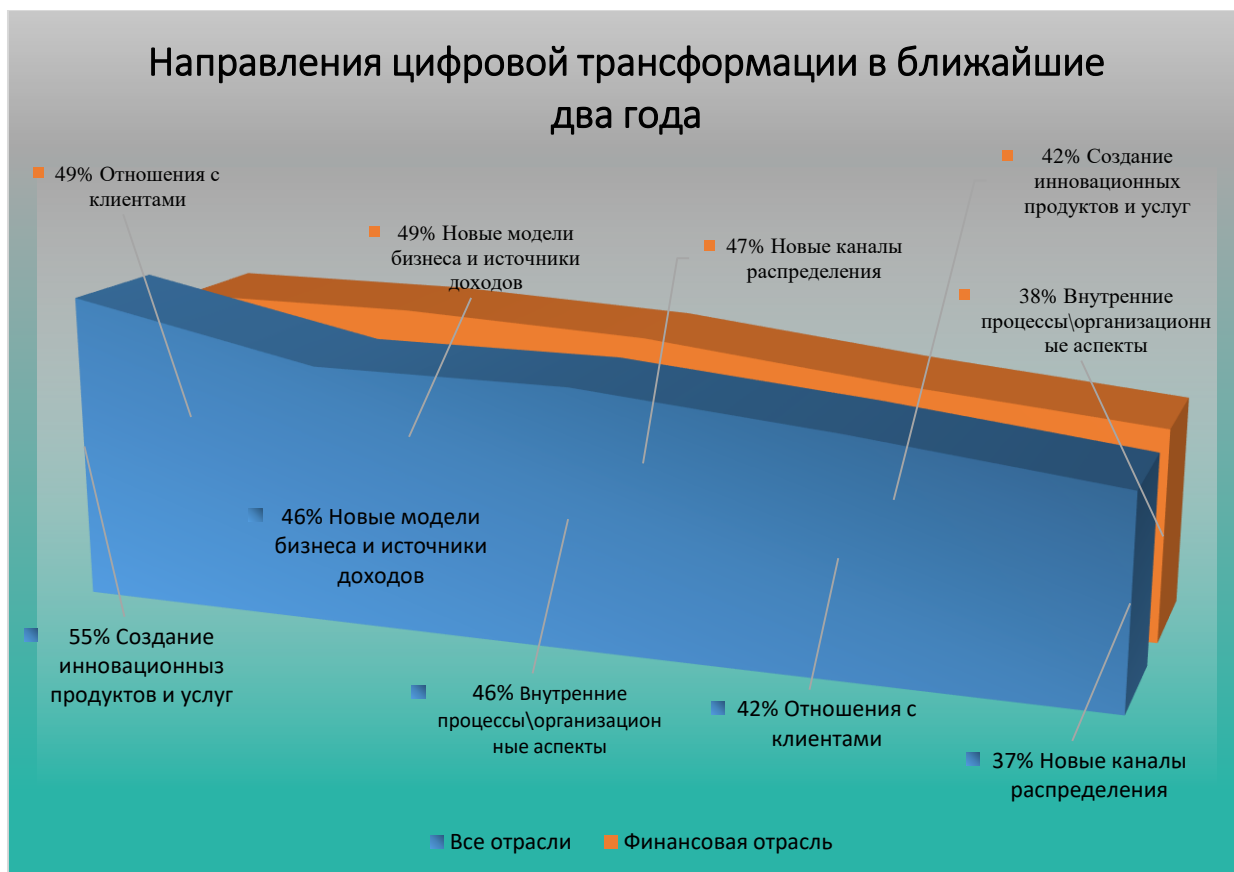 Направления цифровой трансформации в ближайшие
два года
49% Отношения с
клиентами
49% Новые модели
бизнеса и источники
доходов
47% Новые каналы
распределения
42% Создание
инновационных
продуктов и услуг
38% Внутренние
процессы\организационн
ые аспекты
55% Создание
инновационныз
продуктов и услуг
46% Новые модели
бизнеса и источники
доходов
46% Внутренние
процессы\организацион
ные аспекты
42% Отношения с
клиентами
37% Новые каналы
распределения
Все отрасли
Финансовая отрасль